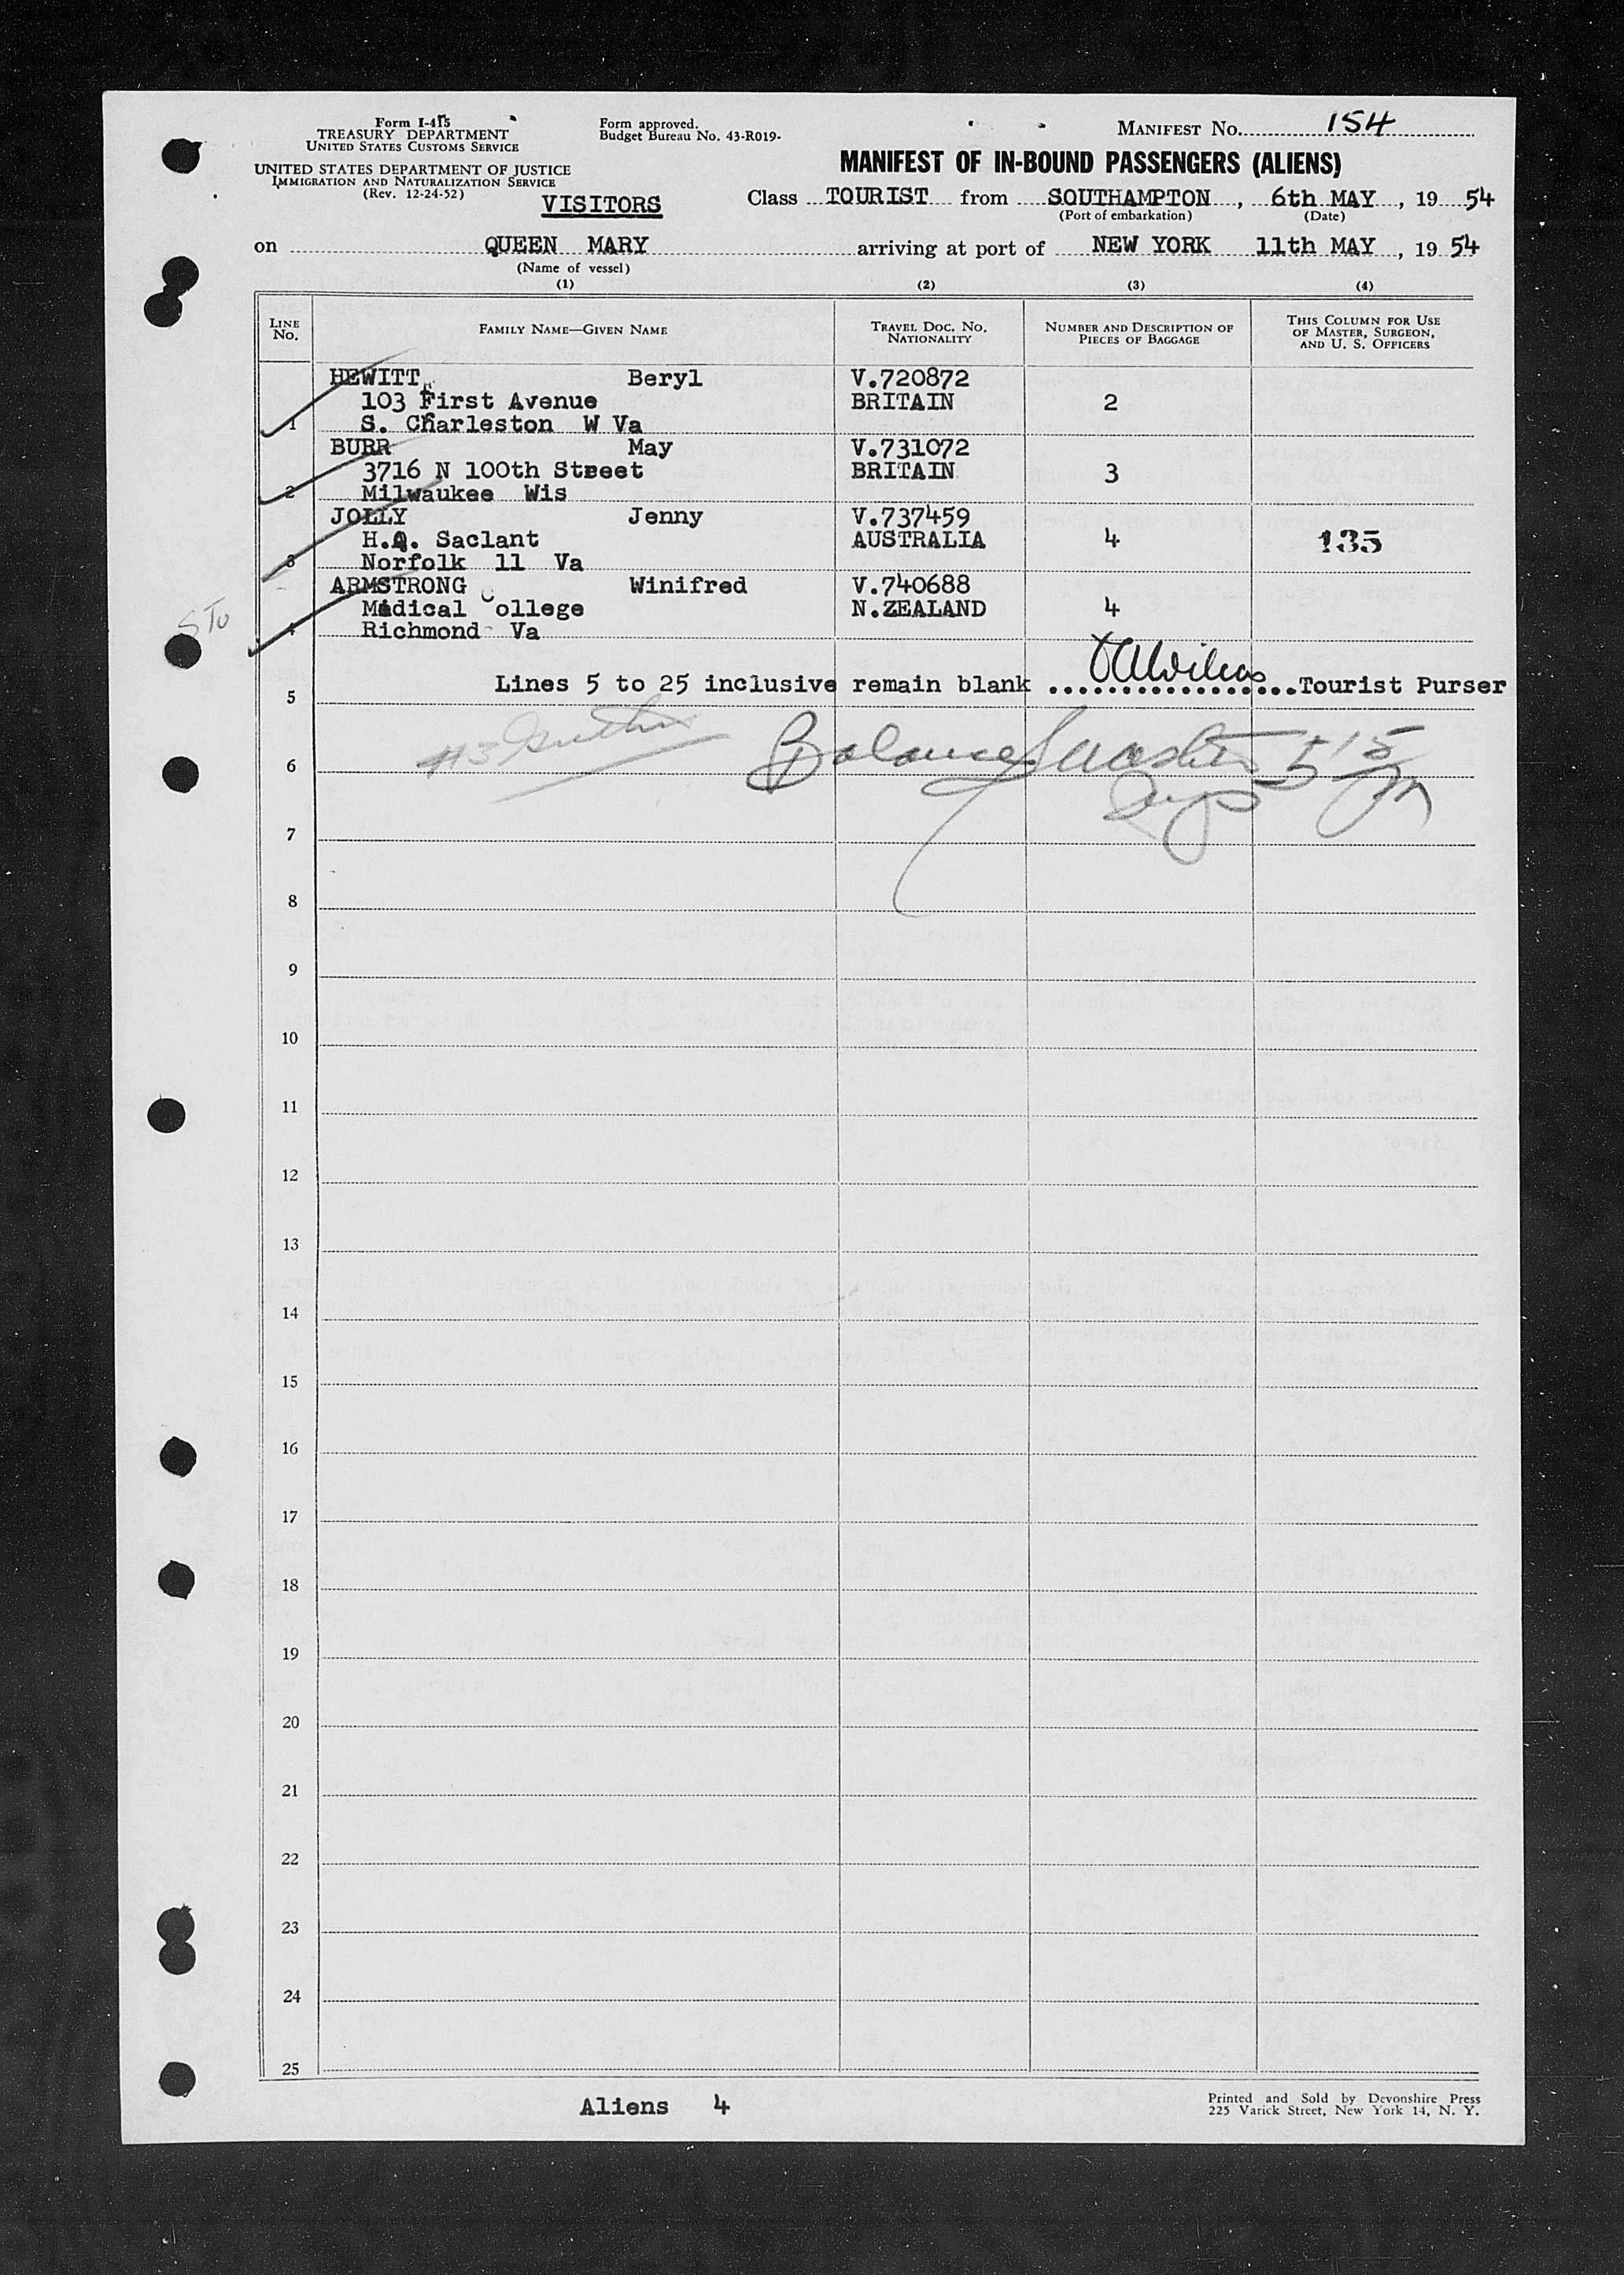 Form I-415
TREASURY DEPARTMENT
UNITED STATES CUSTOMS SERVICE
UNITED STATES DEPARTMENT OF JUSTICE
IMMIGRATION AND NATURALIZATION SERVICE
(Rev. 12-24-52)
VISITORS
Form approved.
Budget Bureau No. 43-R019-
MANIFEST No. 154
MANIFEST OF IN-BOUND PASSENGERS (ALIENS)
Class TOURIST from SOUTHAMPTON, 6th MAY, 19 54
(Port of embarkation) (Date)
on QUEEN MARY arriving at port of NEW YORK 11th MAY, 19 54
(Name of vessel)
(1) (2) (3) (4)
LINE No. FAMILY NAME—GIVEN NAME TRAVEL DOC. No. NATIONALITY NUMBER AND DESCRIPTION OF PIECES OF BAGGAGE THIS COLUMN FOR USE OF MASTER, SURGEON, AND U. S. OFFICERS
HEWITT Beryl V.720872
103 First Avenue BRITAIN 2
1 S. Charleston W Va
BURR May V.731072
3716 N 100th Street BRITAIN 3
2 Milwaukee Wis
JOLLY Jenny V.737459
H.Q. Saclant AUSTRALIA 4 135
3 Norfolk 11 Va
ARMSTRONG Winifred V.740688
Medical College N.ZEALAND 4
4 Richmond Va
Lines 5 to 25 inclusive remain blank Tourist Purser
5
6 Balance
7
8
9
10
11
12
13
14
15
16
17
18
19
20
21
22
23
24
25
Aliens 4
Printed and Sold by Devonshire Press
225 Varick Street, New York 14, N. Y.